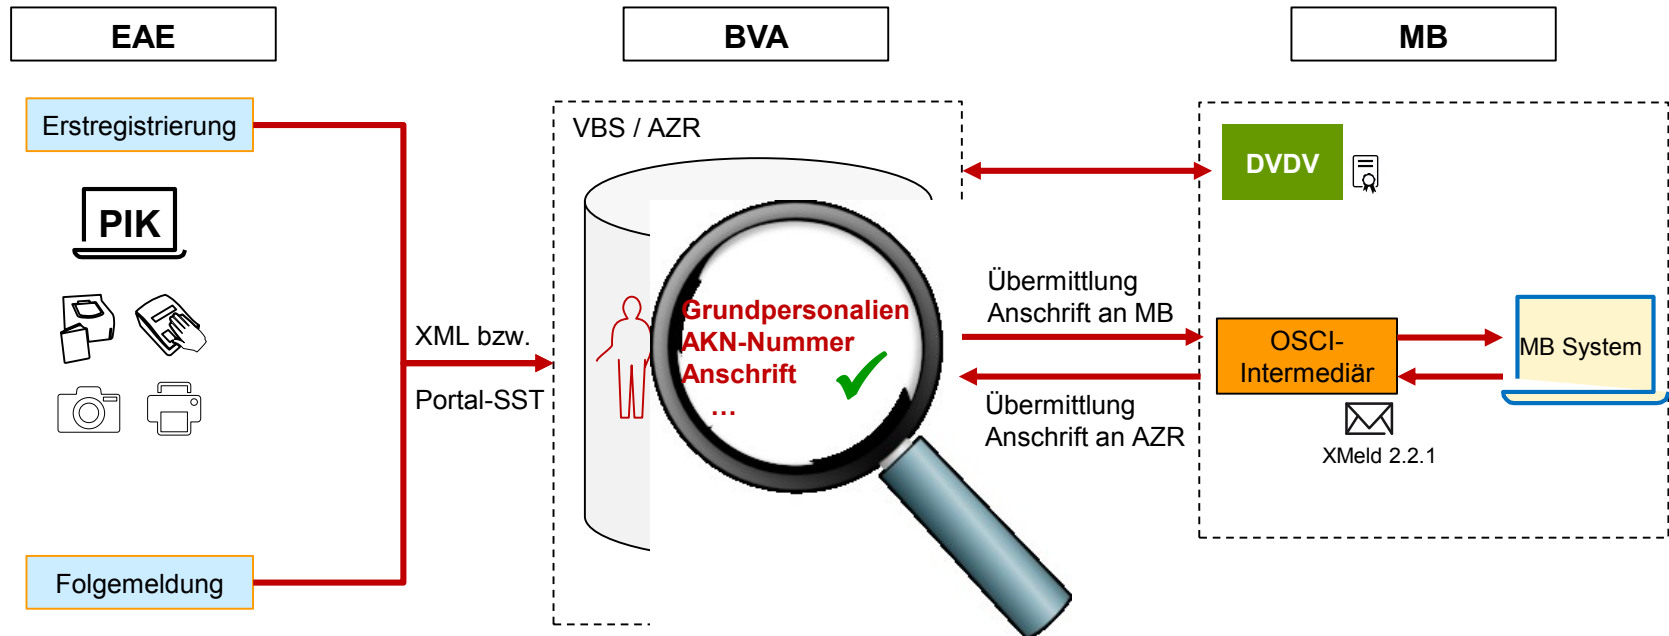 EAE
BVA
MB
Erstregistrierung
PIK
Folgemeldung
XML bzw.
Portal-SST
VBS / AZR
Grundpersonalien
AKN-Nummer
Anschrift
...
Übermittlung
Anschrift an MB
Übermittlung
Anschrift an AZR
DVDV
OSCI-
Intermediär
XMeld 2.2.1
MB System